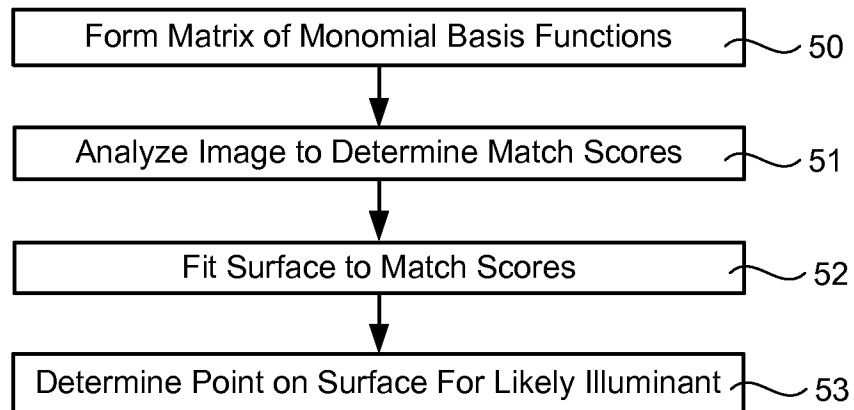 Form Matrix of Monomial Basis Functions
50
Analyze Image to Determine Match Scores
51
Fit Surface to Match Scores
52
Determine Point on Surface For Likely Illuminant
53